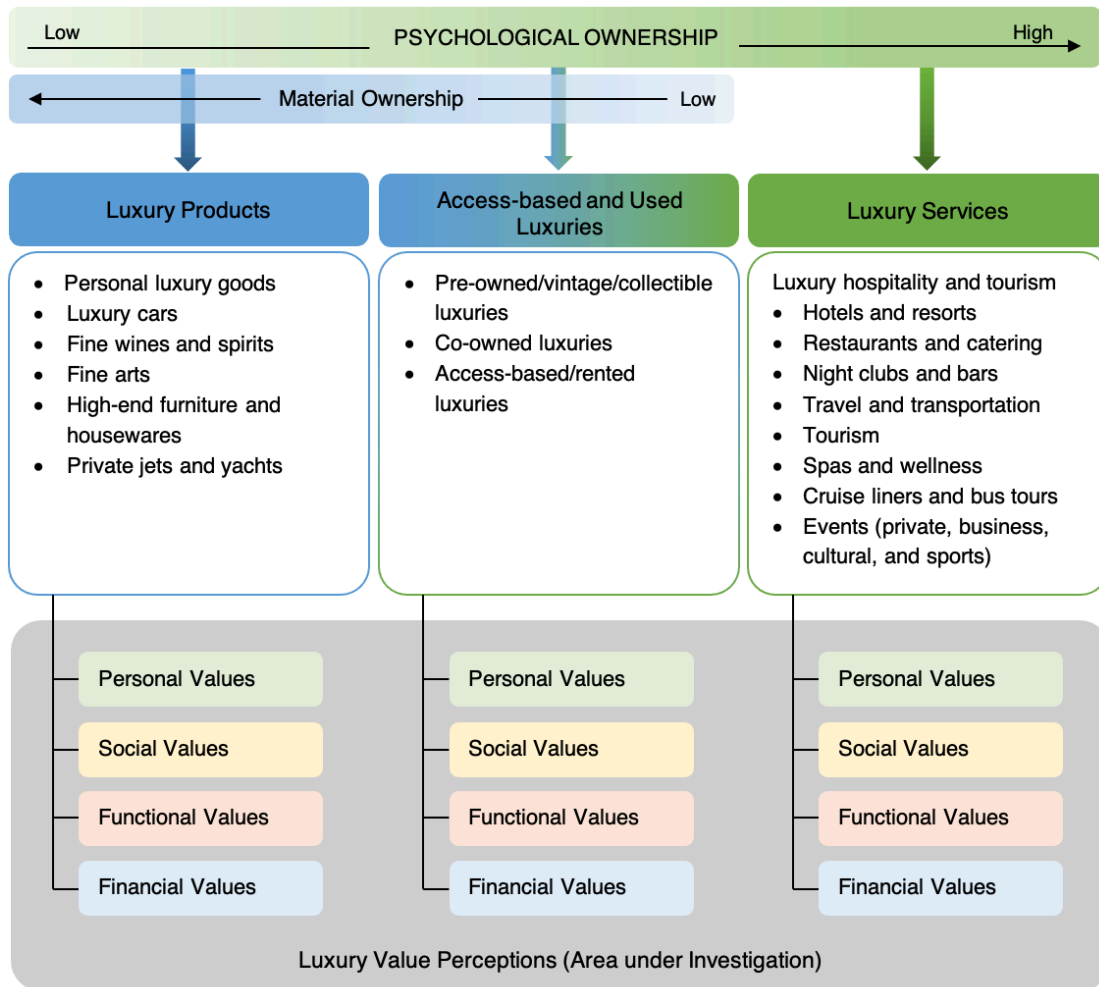 Low
PSYCHOLOGICAL OWNERSHIP
High
Material Ownership
Low
Luxury Products
Access-based and Used
Luxuries
Luxury Services
• Personal luxury goods
• Luxury cars
• Fine wines and spirits
• Fine arts
• High-end furniture and
housewares
• Private jets and yachts
• Pre-owned/vintage/collectible
luxuries
• Co-owned luxuries
• Access-based/rented
luxuries
Luxury hospitality and tourism
• Hotels and resorts
• Restaurants and catering
• Night clubs and bars
• Travel and transportation
• Tourism
• Spas and wellness
• Cruise liners and bus tours
• Events (private, business,
cultural, and sports)
Personal Values
Social Values
Functional Values
Financial Values
Personal Values
Social Values
Functional Values
Financial Values
Personal Values
Social Values
Functional Values
Financial Values
Luxury Value Perceptions (Area under Investigation)